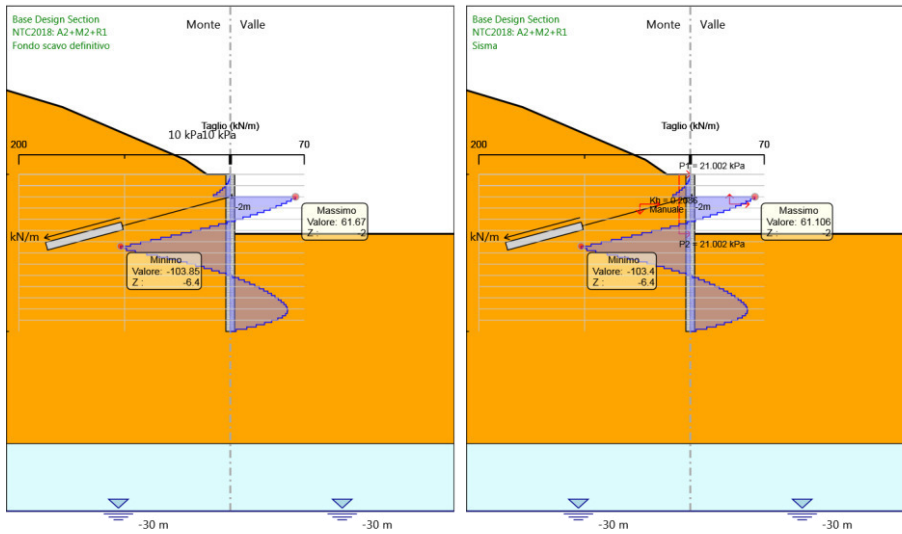 Base Design Section
NTC2018: A2+M2+R1
Fondo scavo definitivo
Monte
Valle
Taglio (kN/m)
10 kPa10 kPa
200
70
-2m
Massimo
Valore: 61.67
Z : -2
kN/m
Minimo
Valore: -103.85
Z : -6.4
-30 m
-30 m
Base Design Section
NTC2018: A2+M2+R1
Sisma
Monte
Valle
Taglio (kN/m)
200
70
P1 = 21.002 kPa
Manuale
-2m
Massimo
Valore: 61.106
Z : -2
kN/m
P2 = 21.002 kPa
Minimo
Valore: -103.4
Z : -6.4
-30 m
-30 m